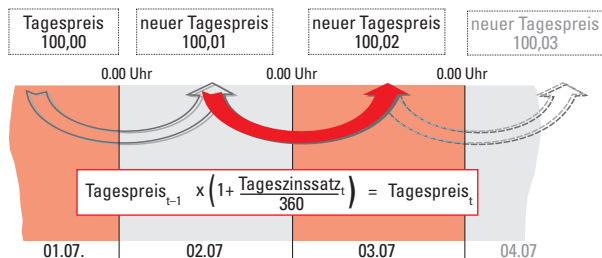 Tagespreis
100,00
neuer Tagespreis
100,01
neuer Tagespreis
100,02
neuer Tagespreis
100,03
0.00 Uhr
0.00 Uhr
0.00 Uhr
Tagespreis t–1 x (1+ Tageszinssatz t / 360) = Tagespreis t
01.07.
02.07
03.07
04.07